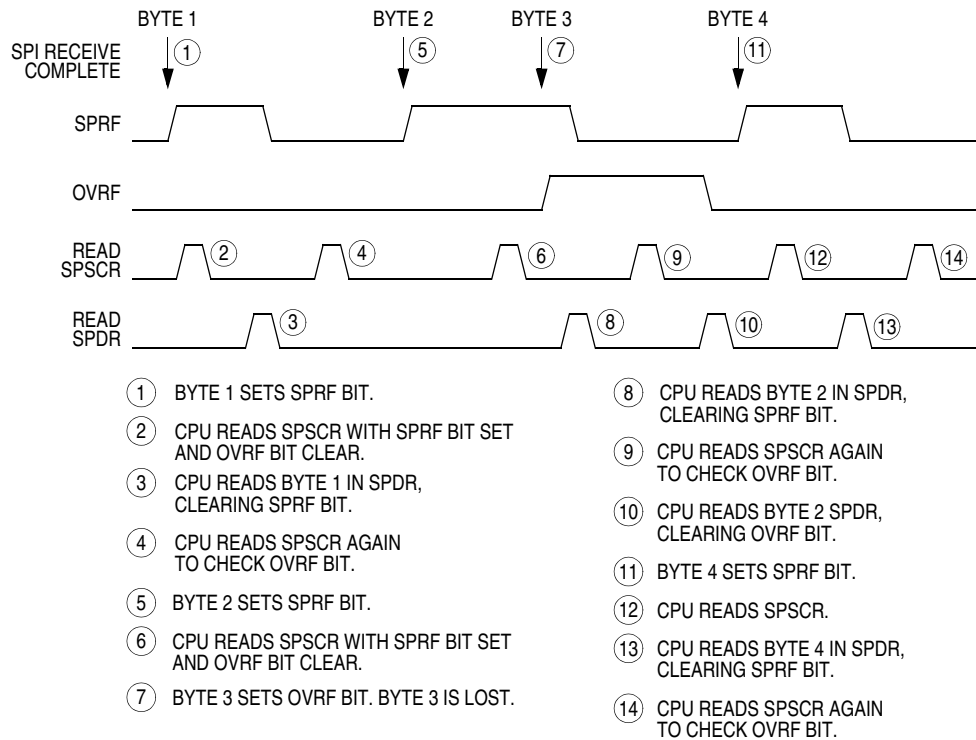 BYTE 1 BYTE 2 BYTE 3 BYTE 4
SPI RECEIVE
COMPLETE
1 5 7 11
SPRF
OVRF
READ
SPSCR
2 4 6 9 12 14
READ
SPDR
3 8 10 13
1 BYTE 1 SETS SPRF BIT.
2 CPU READS SPSCR WITH SPRF BIT SET
AND OVRF BIT CLEAR.
3 CPU READS BYTE 1 IN SPDR,
CLEARING SPRF BIT.
4 CPU READS SPSCR AGAIN
TO CHECK OVRF BIT.
5 BYTE 2 SETS SPRF BIT.
6 CPU READS SPSCR WITH SPRF BIT SET
AND OVRF BIT CLEAR.
7 BYTE 3 SETS OVRF BIT. BYTE 3 IS LOST.
8 CPU READS BYTE 2 IN SPDR,
CLEARING SPRF BIT.
9 CPU READS SPSCR AGAIN
TO CHECK OVRF BIT.
10 CPU READS BYTE 2 SPDR,
CLEARING OVRF BIT.
11 BYTE 4 SETS SPRF BIT.
12 CPU READS SPSCR.
13 CPU READS BYTE 4 IN SPDR,
CLEARING SPRF BIT.
14 CPU READS SPSCR AGAIN
TO CHECK OVRF BIT.